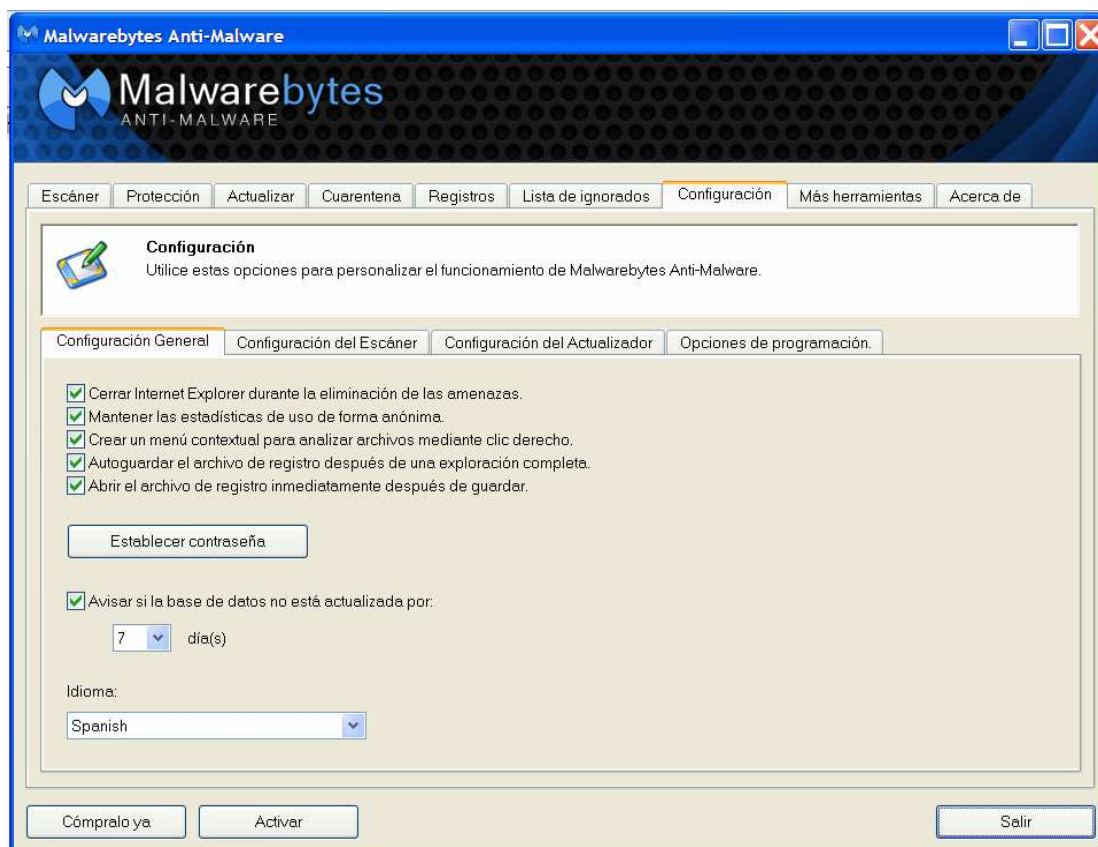 Malwarebytes Anti-Malware
Malwarebytes
ANTI-MALWARE
Escáner Protección Actualizar Cuarentena Registros Lista de ignorados Configuración Más herramientas Acerca de
Configuración
Utilice estas opciones para personalizar el funcionamiento de Malwarebytes Anti-Malware.
Configuración General Configuración del Escáner Configuración del Actualizador Opciones de programación.
Cerrar Internet Explorer durante la eliminación de las amenazas.
Mantener las estadísticas de uso de forma anónima.
Crear un menú contextual para analizar archivos mediante clic derecho.
Autoguardar el archivo de registro después de una exploración completa.
Abrir el archivo de registro inmediatamente después de guardar.
Establecer contraseña
Avisar si la base de datos no está actualizada por:
7 día(s)
Idioma:
Spanish
Cómpralo ya Activar Salir